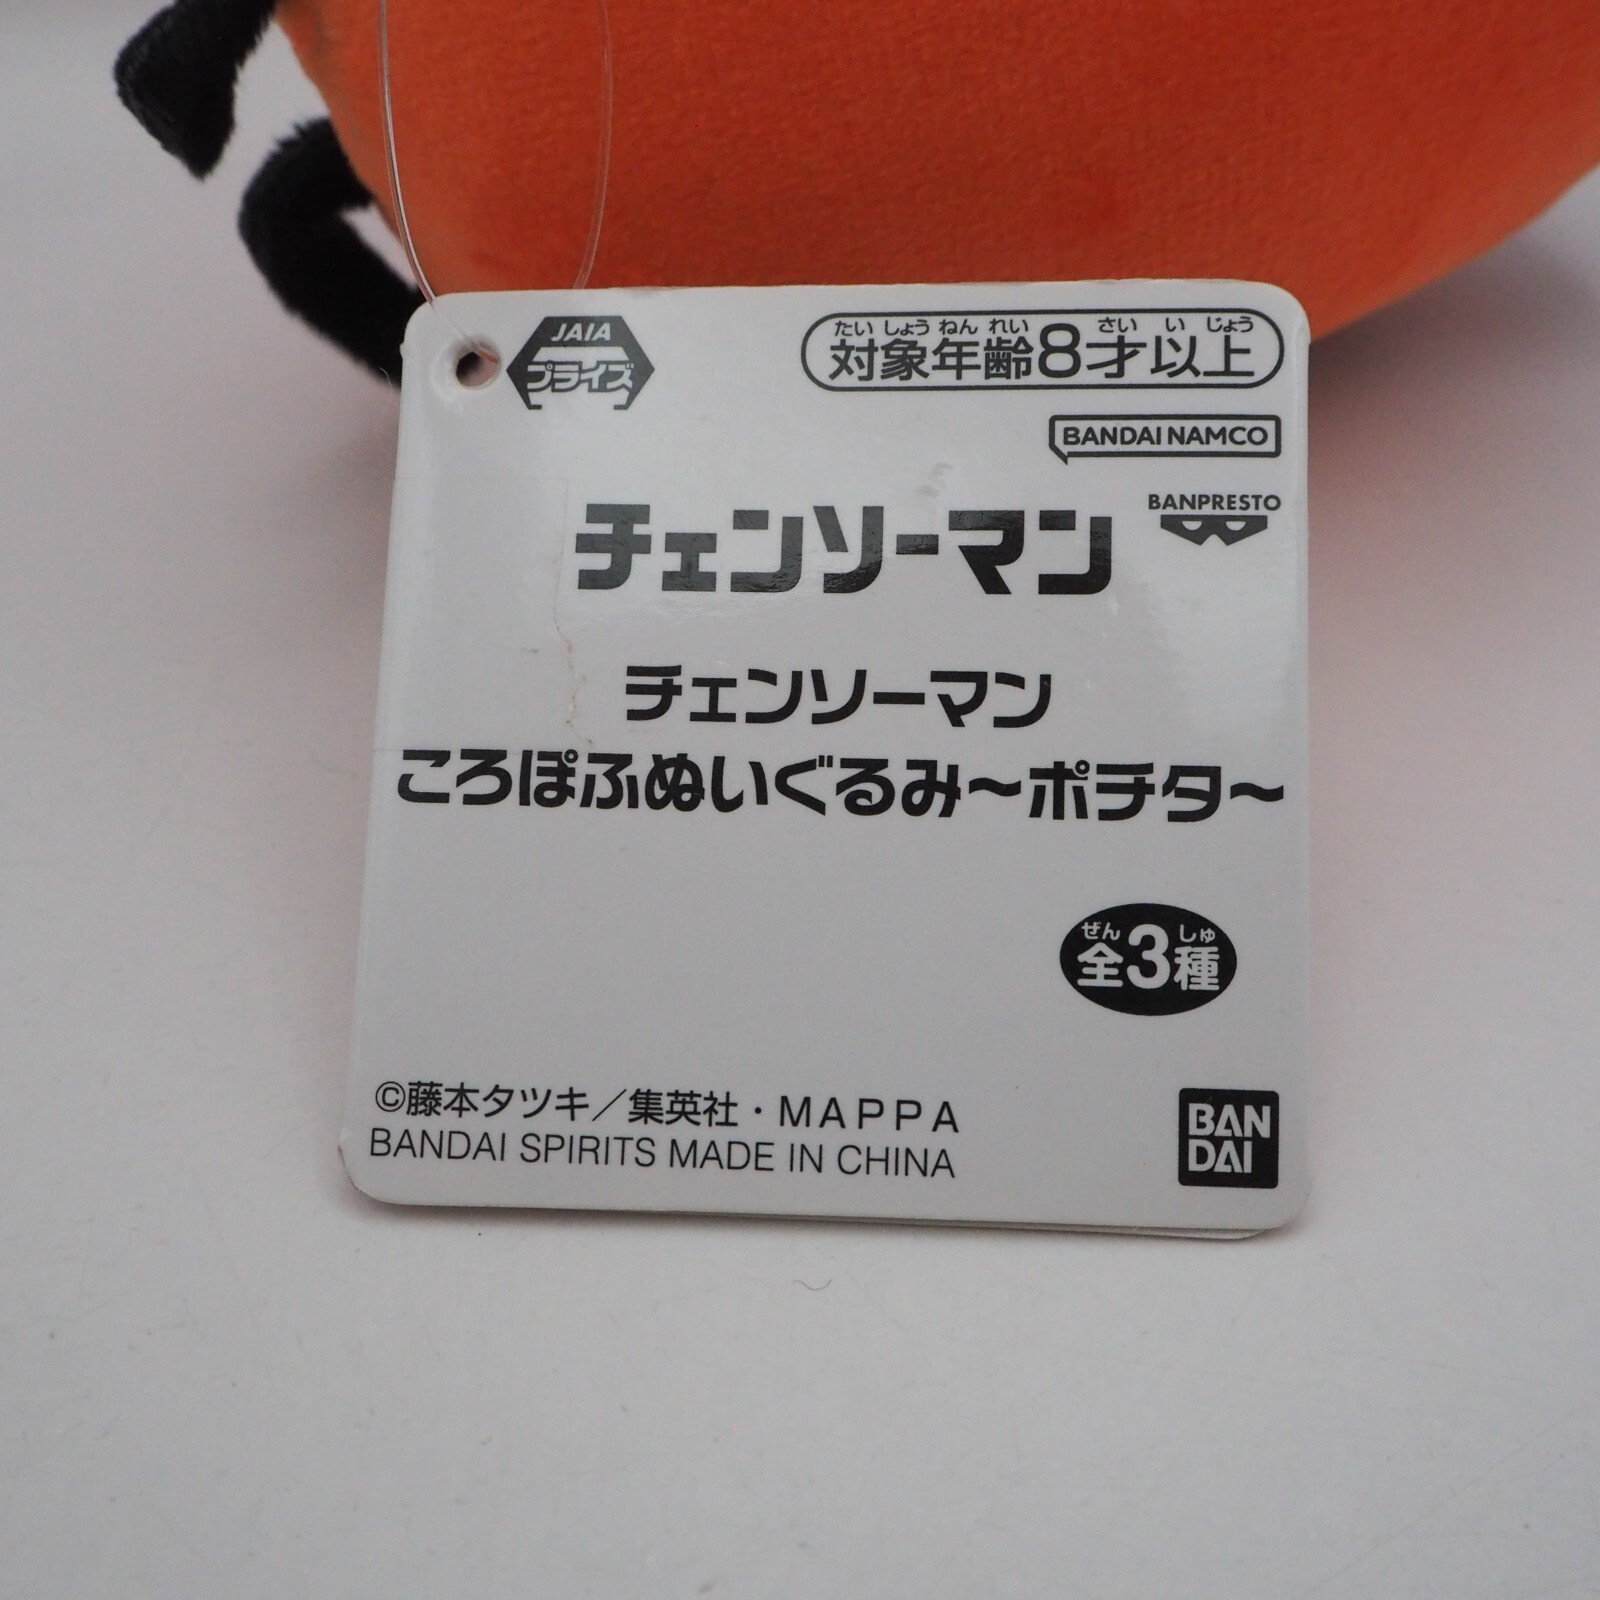 JAIA
プライズ
たいしょうねんれい さいいじょう
対象年齢8才以上
BANDAI NAMCO
BANPRESTO
チェンソーマン
チェンソーマン
ころぽふぬいぐるみ〜ポチタ〜
ぜん しゅ
全3種
©藤本タツキ／集英社・MAPPA
BANDAI SPIRITS MADE IN CHINA
BAN
DAI